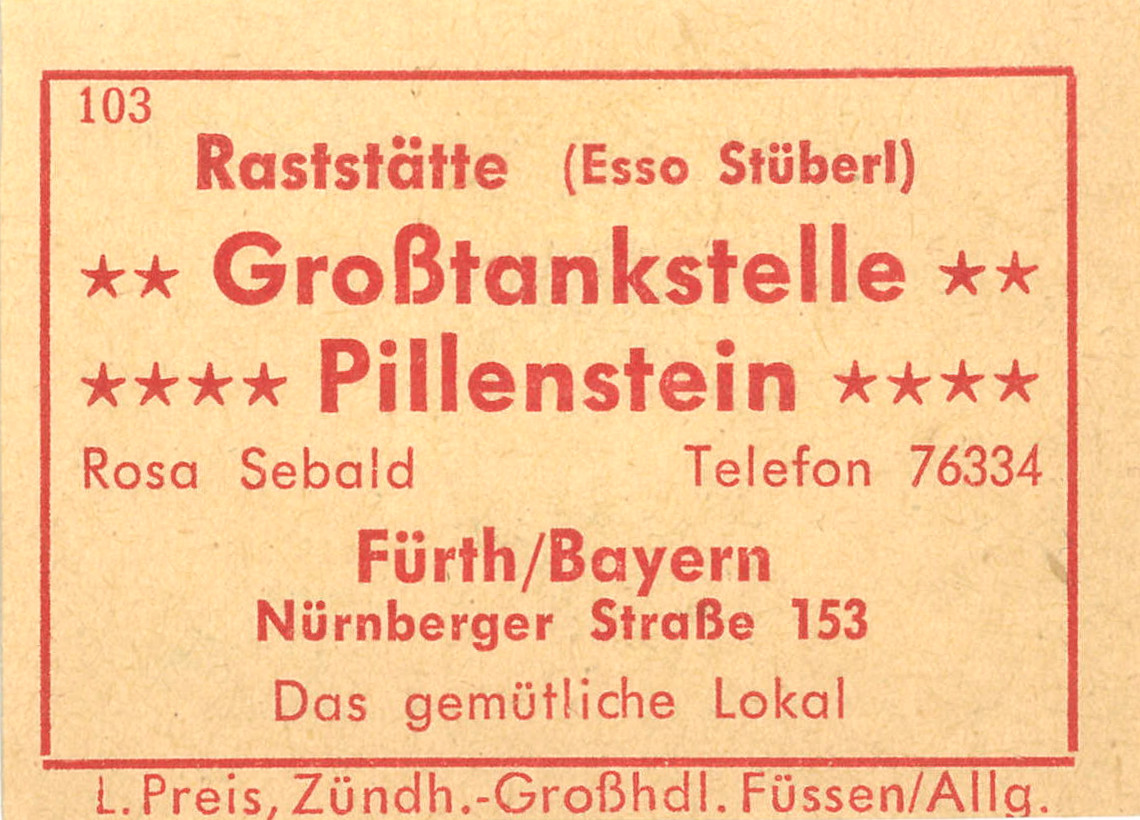 103
Raststätte (Esso Stüberl)
★★ Großtankstelle ★★
★★★★ Pillenstein ★★★★
Rosa Sebald Telefon 76334
Fürth/Bayern
Nürnberger Straße 153
Das gemütliche Lokal
L. Preis, Zündh.-Großhdl. Füssen/Allg.